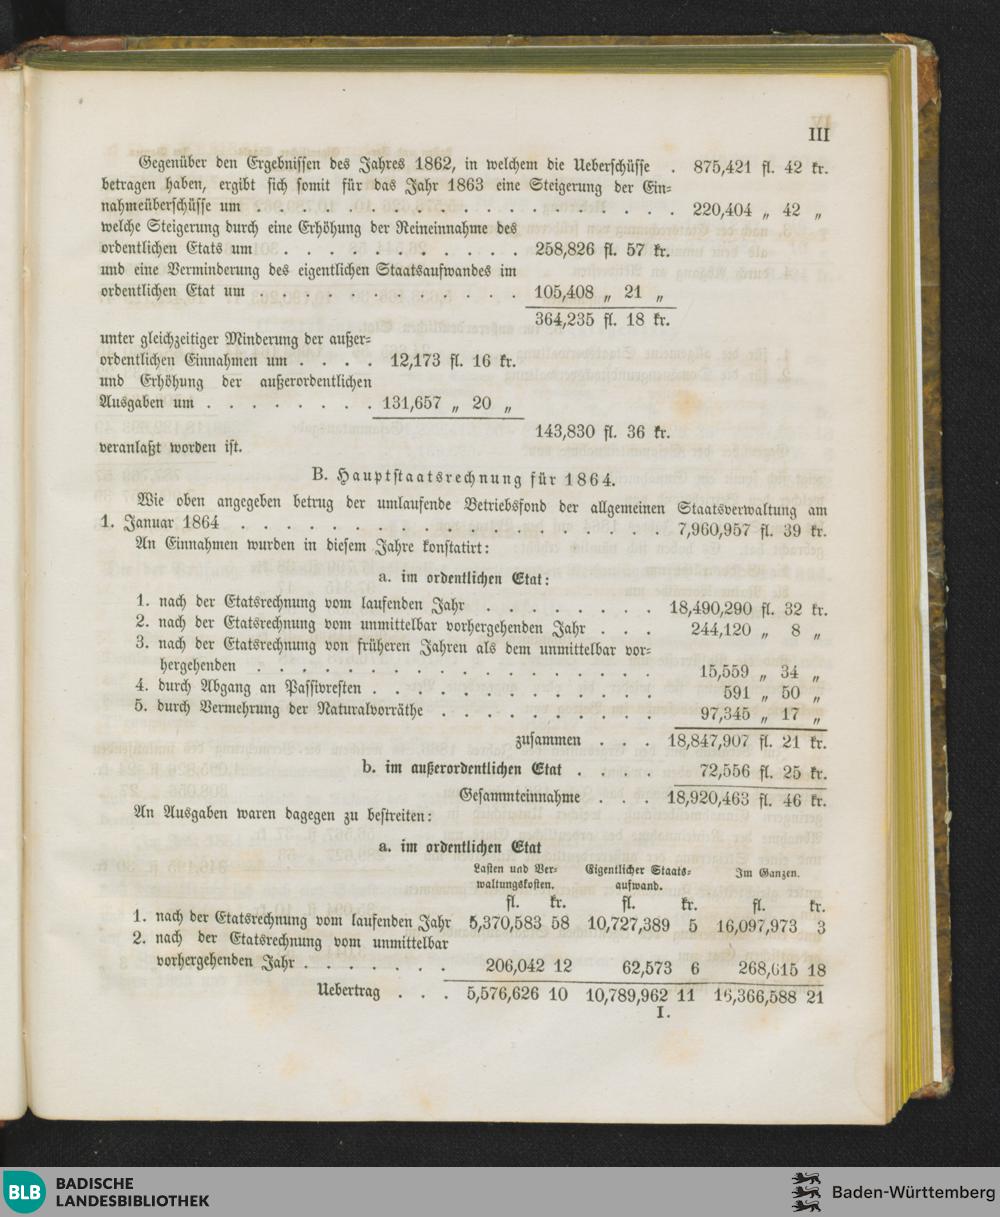 III
Gegenüber den Ergebnissen des Jahres 1862, in welchem die Ueberschüsse . 875,421 fl. 42 kr.
betragen haben, ergibt sich somit für das Jahr 1863 eine Steigerung der Ein-
nahmeüberschüsse um . . . . . . . . . . . . . . . . . . . . 220,404 „ 42 „
welche Steigerung durch eine Erhöhung der Reineinnahme des
ordentlichen Etats um . . . . . . . . . . . . 258,826 fl. 57 kr.
und eine Verminderung des eigentlichen Staatsaufwandes im
ordentlichen Etat um . . . . . . . . . . . . . 105,408 „ 21 „
364,235 fl. 18 kr.
unter gleichzeitiger Minderung der außer-
ordentlichen Einnahmen um . . . . 12,173 fl. 16 kr.
und Erhöhung der außerordentlichen
Ausgaben um . . . . . . . . 131,657 „ 20 „
143,830 fl. 36 kr.
veranlaßt worden ist.
B. Hauptstaatsrechnung für 1864.
Wie oben angegeben betrug der umlaufende Betriebsfond der allgemeinen Staatsverwaltung am
1. Januar 1864 . . . . . . . . . . . . . . . . . . . . 7,960,957 fl. 39 kr.
An Einnahmen wurden in diesem Jahre konstatirt:
a. im ordentlichen Etat:
1. nach der Etatsrechnung vom laufenden Jahr . . . . . . . . 18,490,290 fl. 32 kr.
2. nach der Etatsrechnung vom unmittelbar vorhergehenden Jahr . . . 244,120 „ 8 „
3. nach der Etatsrechnung von früheren Jahren als dem unmittelbar vor-
hergehenden . . . . . . . . . . . . . . . . . . 15,559 „ 34 „
4. durch Abgang an Passivresten . . . . . . . . . . . . . 591 „ 50 „
5. durch Vermehrung der Naturalvorräthe . . . . . . . . . . 97,345 „ 17 „
zusammen . . . 18,847,907 fl. 21 kr.
b. im außerordentlichen Etat . . . . 72,556 fl. 25 kr.
Gesammteinnahme . . . 18,920,463 fl. 46 kr.
An Ausgaben waren dagegen zu bestreiten:
a. im ordentlichen Etat
Lasten und Ver- Eigentlicher Staats- Im Ganzen.
waltungskosten. aufwand.
fl. kr. fl. kr. fl. kr.
1. nach der Etatsrechnung vom laufenden Jahr 5,370,583 58 10,727,389 5 16,097,973 3
2. nach der Etatsrechnung vom unmittelbar
vorhergehenden Jahr . . . . . . . 206,042 12 62,573 6 268,615 18
Uebertrag . . . 5,576,626 10 10,789,962 11 16,366,588 21
I.
BLB BADISCHE
LANDESBIBLIOTHEK
Baden-Württemberg